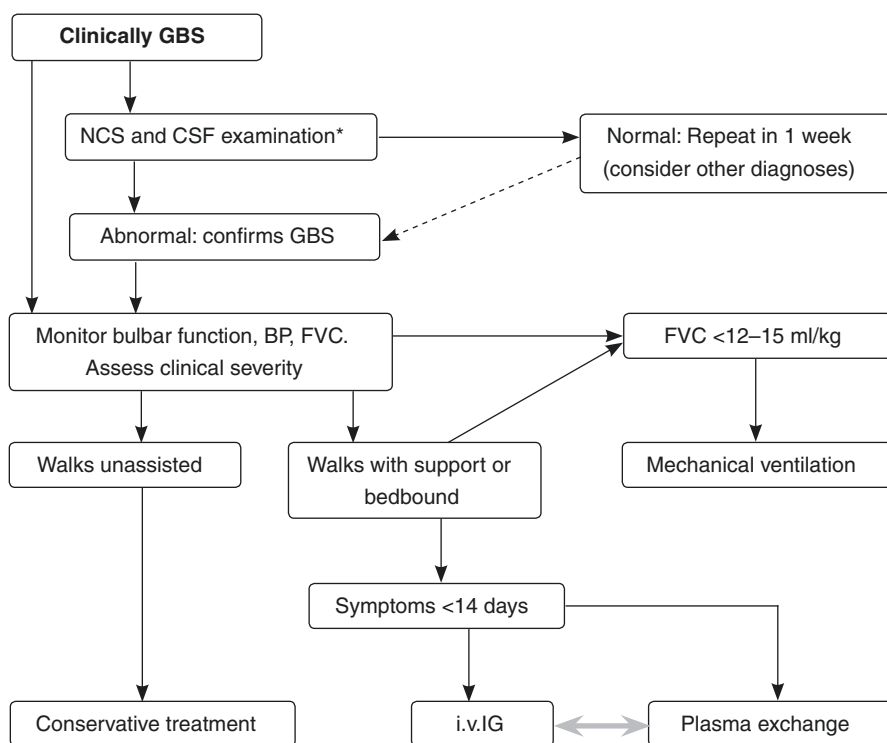 Clinically GBS
NCS and CSF examination*
Normal: Repeat in 1 week
(consider other diagnoses)
Abnormal: confirms GBS
Monitor bulbar function, BP, FVC.
Assess clinical severity
FVC <12–15 ml/kg
Walks unassisted
Walks with support or
bedbound
Mechanical ventilation
Symptoms <14 days
Conservative treatment
i.v.IG
Plasma exchange